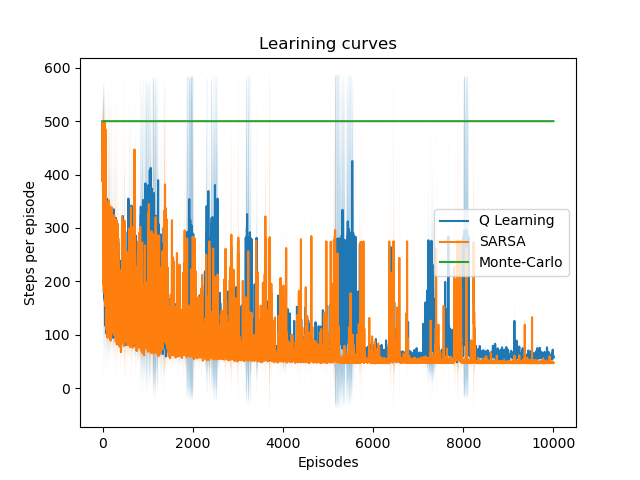 Learining curves
600
500
400
300
200
100
0
Steps per episode
Q Learning
SARSA
Monte-Carlo
0 2000 4000 6000 8000 10000
Episodes